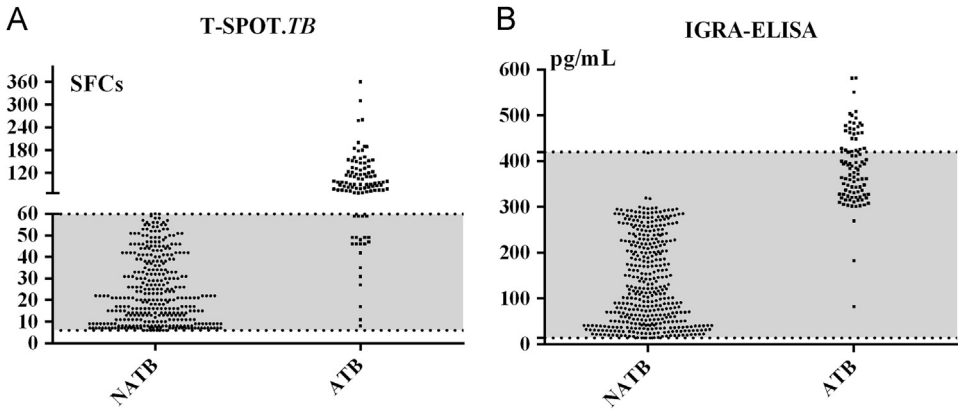 A
T-SPOT.TB
SFCs
360
300
240
180
120
60
50
40
30
20
10
0
NATB
ATB
B
IGRA-ELISA
pg/mL
600
500
400
300
200
100
0
NATB
ATB